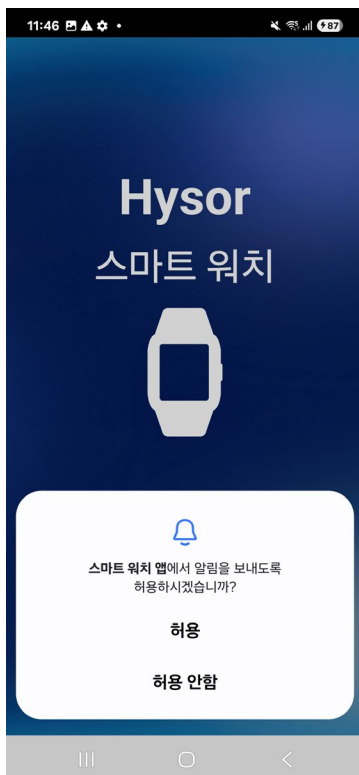 11:46
87
Hysor
스마트 워치
스마트 워치 앱에서 알림을 보내도록
허용하시겠습니까?
허용
허용 안함